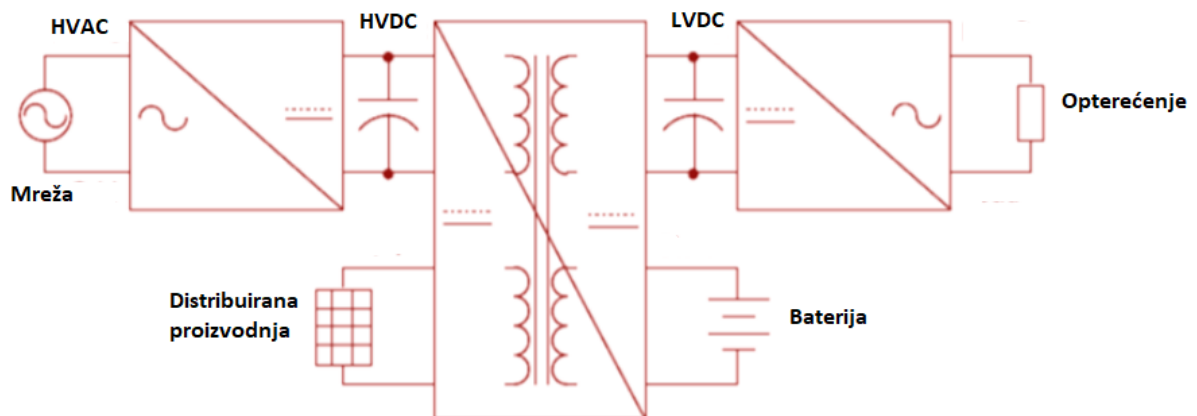 HVAC
HVDC
LVDC
Opterećenje
Mreža
Distribuirana
proizvodnja
Baterija